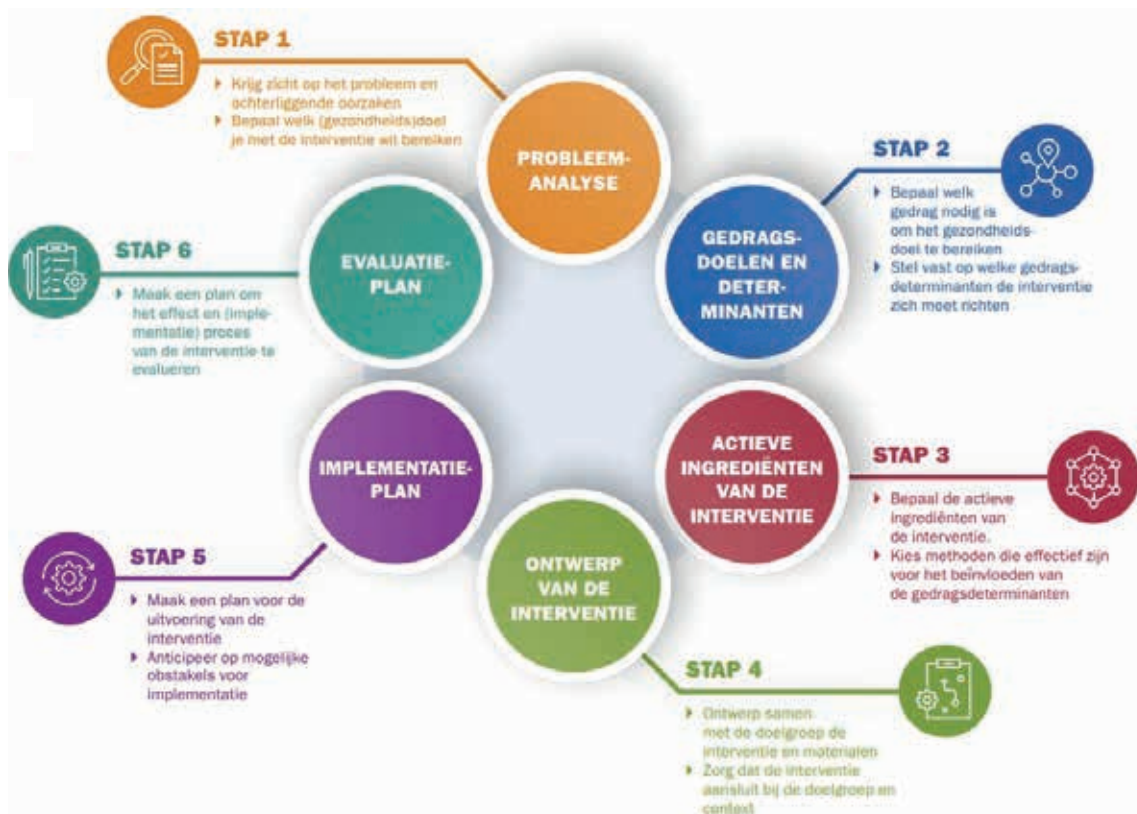 STAP 1
Krijg zicht op het probleem en
achterliggende oorzaken
Bepaal welk (gezondheids)doel
je met de interventie wil bereiken
PROBLEEM-
ANALYSE
STAP 2
Bepaal welk
gedrag nodig is
om het gezondheids-
doel te bereiken
Stel vast op welke gedrags-
determinanten de interventie
zich moet richten
GEDRAGS-
DOELEN EN
DETER-
MINANTEN
STAP 3
Bepaal de actieve
ingrediënten van
de interventie.
Kies methoden die effectief zijn
voor het beïnvloeden van
de gedragsdeterminanten
ACTIEVE
INGREDIËNTEN
VAN DE
INTERVENTIE
STAP 4
Ontwerp samen
met de doelgroep de
interventie en materialen
Zorg dat de interventie
aansluit bij de doelgroep en
context
ONTWERP
VAN DE
INTERVENTIE
STAP 5
Maak een plan voor de
uitvoering van de
interventie
Anticipeer op mogelijke
obstakels voor
implementatie
IMPLEMENTATIE-
PLAN
STAP 6
Maak een plan om
het effect en (imple-
mentatie) proces
van de interventie te
evalueren
EVALUATIE-
PLAN